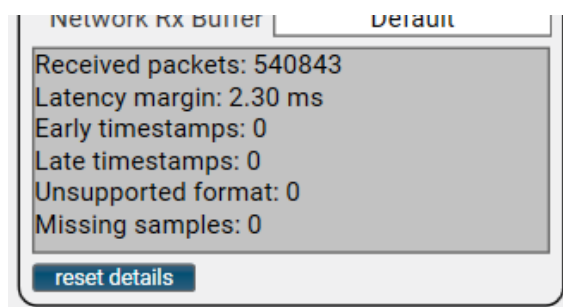 Network Rx Buffer Default
Received packets: 540843
Latency margin: 2.30 ms
Early timestamps: 0
Late timestamps: 0
Unsupported format: 0
Missing samples: 0
reset details